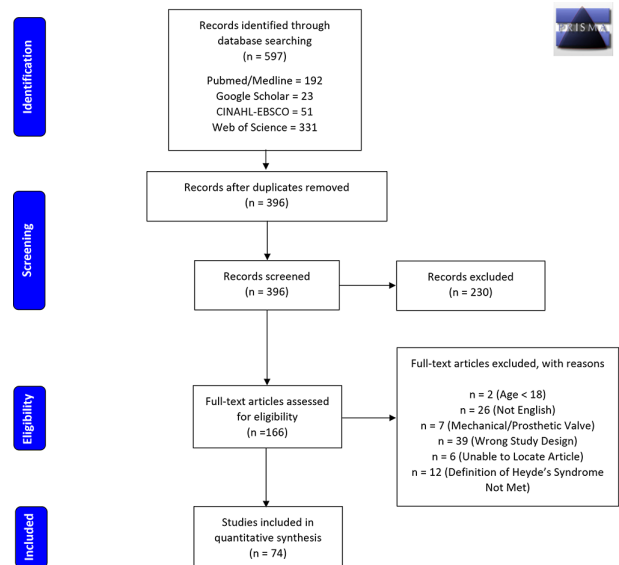 Identification
Records identified through
database searching
(n = 597)
Pubmed/Medline = 192
Google Scholar = 23
CINAHL-EBSCO = 51
Web of Science = 331
PRISMA
Records after duplicates removed
(n = 396)
Screening
Records screened
(n = 396)
Records excluded
(n = 230)
Eligibility
Full-text articles assessed
for eligibility
(n =166)
Full-text articles excluded, with reasons
n = 2 (Age < 18)
n = 26 (Not English)
n = 7 (Mechanical/Prosthetic Valve)
n = 39 (Wrong Study Design)
n = 6 (Unable to Locate Article)
n = 12 (Definition of Heyde's Syndrome
Not Met)
Included
Studies included in
quantitative synthesis
(n = 74)